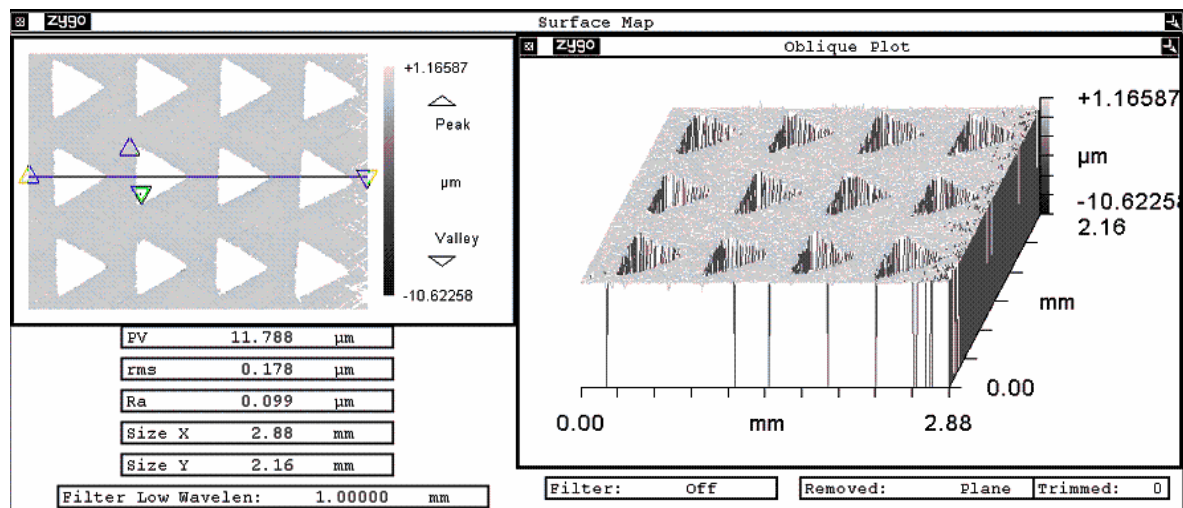 zygo Surface Map
+1.16587
Peak
µm
Valley
-10.62258
PV 11.788 µm
rms 0.178 µm
Ra 0.099 µm
Size X 2.88 mm
Size Y 2.16 mm
Filter Low Wavelen: 1.00000 mm
zygo Oblique Plot
+1.16587
µm
-10.62258
2.16
mm
0.00
0.00 mm 2.88
Filter: Off Removed: Plane Trimmed: 0